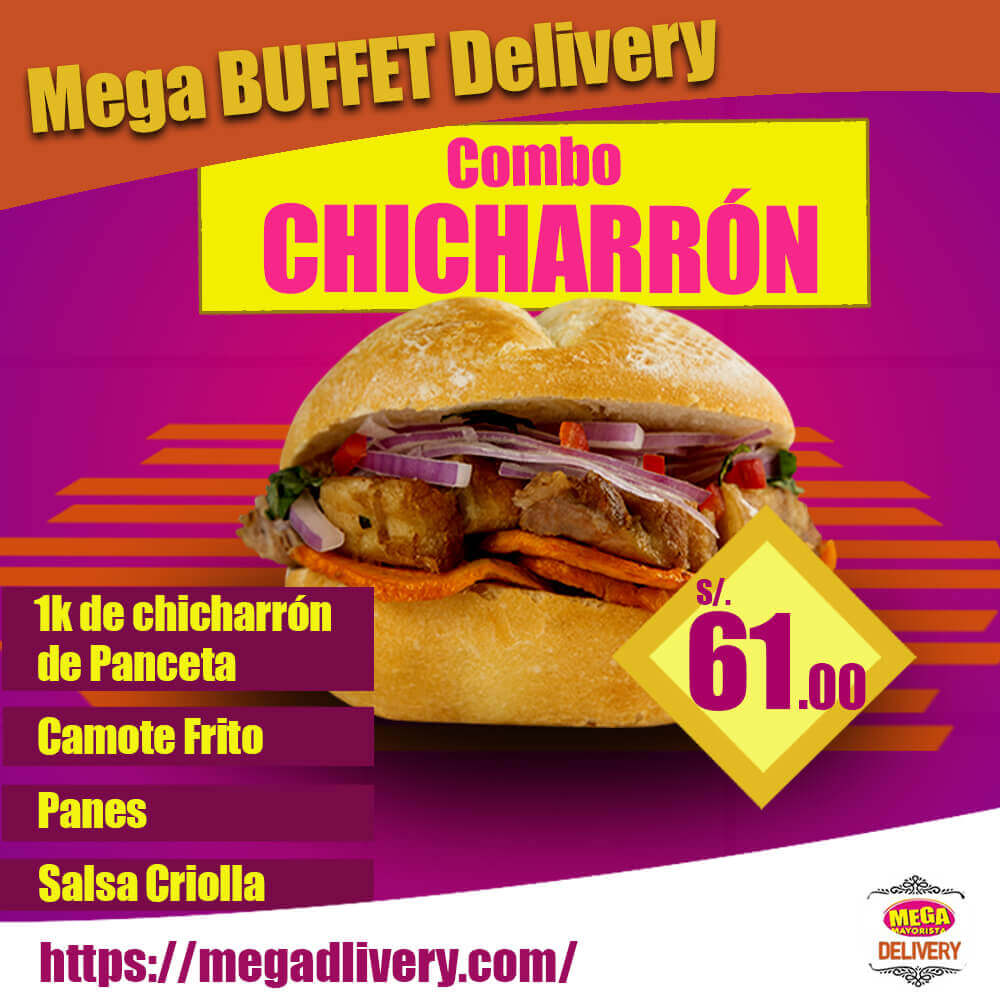 Mega BUFFET Delivery
Combo
CHICHARRÓN
1k de chicharrón
de Panceta
Camote Frito
Panes
Salsa Criolla
S/.
61.00
https://megadlivery.com/
MEGA
MAYORISTA
DELIVERY